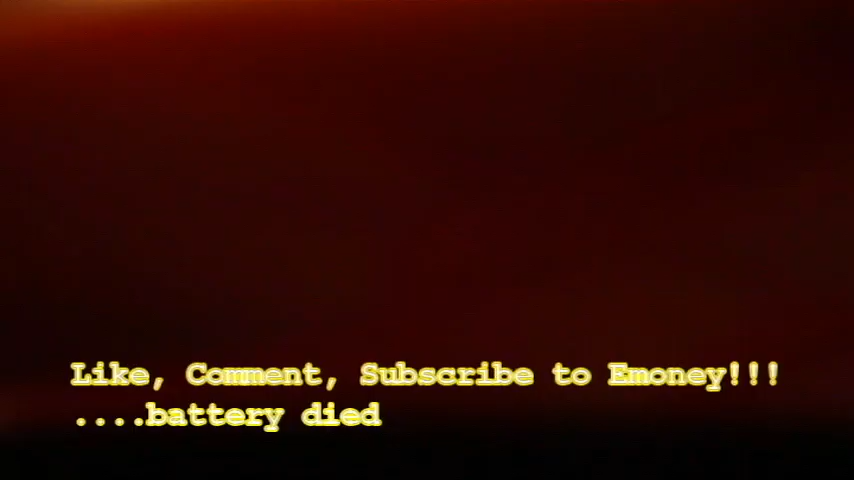 Like, Comment, Subscribe to Emoney!!!
....battery died